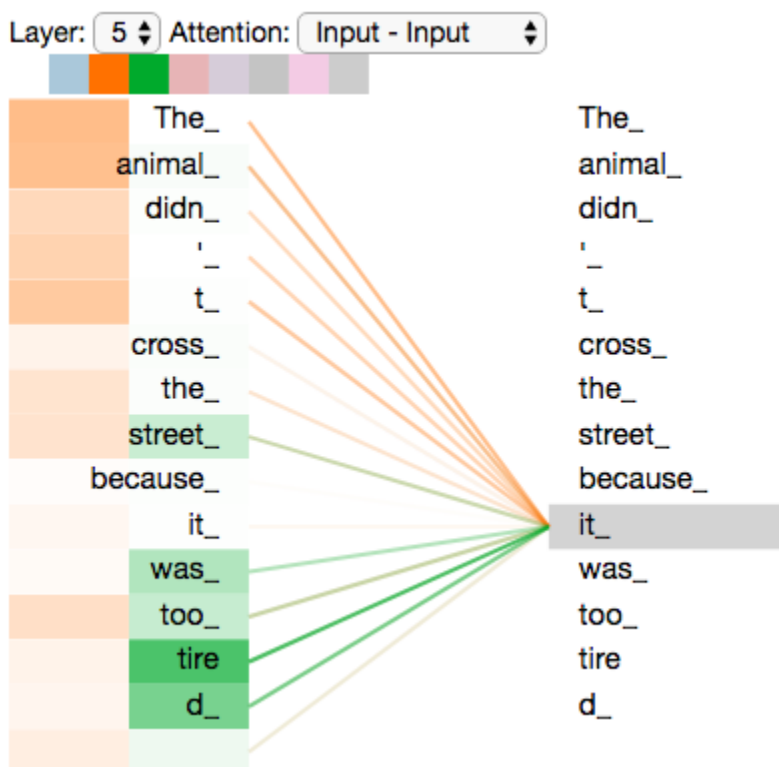 Layer: 5 Attention: Input - Input
The_ The_
animal_ animal_
didn_ didn_
'_ '_
t_ t_
cross_ cross_
the_ the_
street_ street_
because_ because_
it_ it_
was_ was_
too_ too_
tire tire
d_ d_